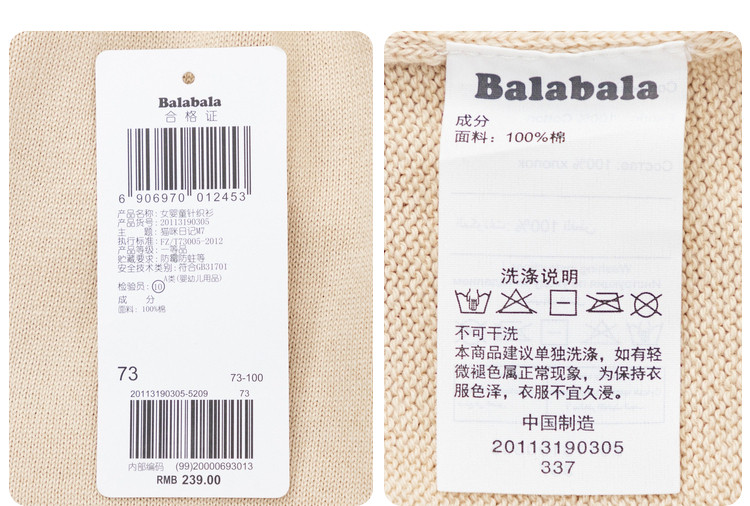 Balabala
合格证
6 906970 012453
产品名称：女婴童针织衫
产品货号：20113190305
主　　题：猫咪日记M7
执行标准：FZ/T73005-2012
产品等级：一等品
贮藏要求：防霉防蛀等
安全技术类别：符合GB31701
A类(婴幼儿用品)
检验员：10
成　　分
面料：100%棉
73
73-100
20113190305-5209 73
内部编码 (99)20000693013
RMB 239.00
Balabala
成分
面料：100%棉
洗涤说明
不可干洗
本商品建议单独洗涤，如有轻
微褪色属正常现象，为保持衣
服色泽，衣服不宜久浸。
中国制造
20113190305
337